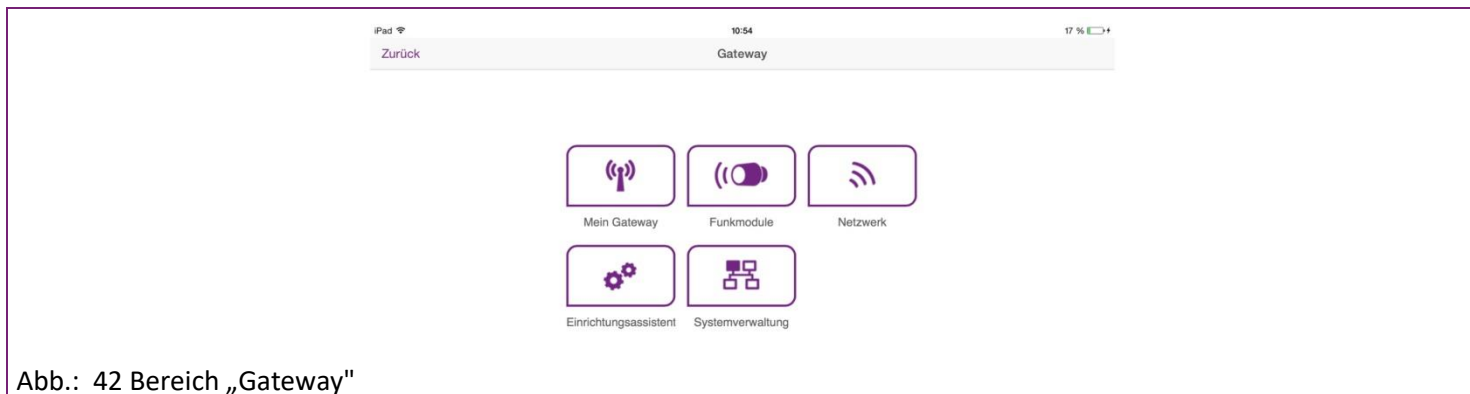 iPad 10:54 17 %
Zurück Gateway
Mein Gateway Funkmodule Netzwerk
Einrichtungsassistent Systemverwaltung
Abb.: 42 Bereich „Gateway"